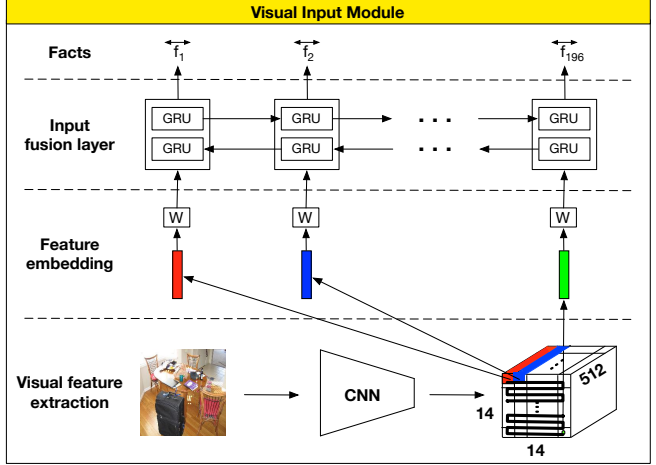 Visual Input Module
Facts
f1 f2 f196
Input fusion layer
GRU GRU . . . GRU
GRU GRU . . . GRU
W W W
Feature embedding
Visual feature extraction
CNN
512
14
14